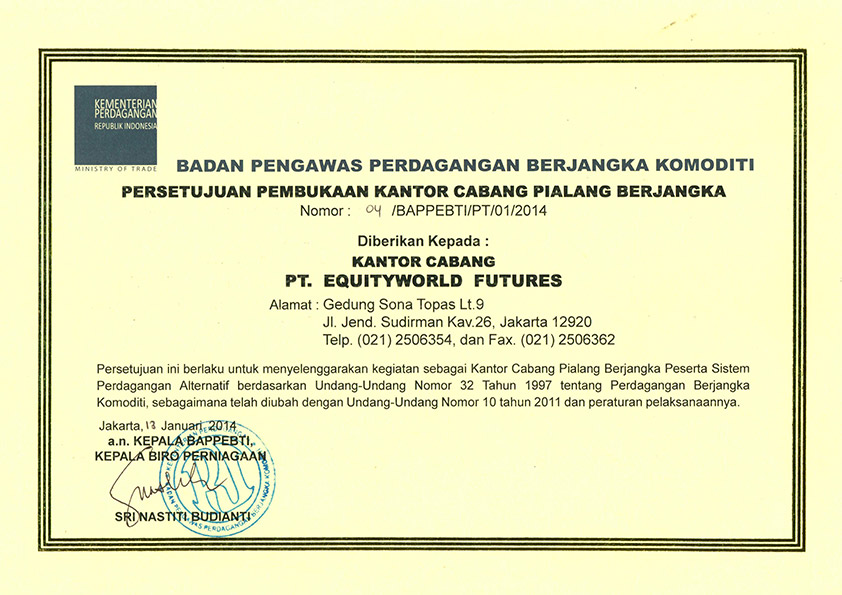 KEMENTERIAN
PERDAGANGAN
REPUBLIK INDONESIA
MINISTRY OF TRADE
BADAN PENGAWAS PERDAGANGAN BERJANGKA KOMODITI
PERSETUJUAN PEMBUKAAN KANTOR CABANG PIALANG BERJANGKA
Nomor : 04 /BAPPEBTI/PT/01/2014
Diberikan Kepada :
KANTOR CABANG
PT. EQUITYWORLD FUTURES
Alamat : Gedung Sona Topas Lt.9
Jl. Jend. Sudirman Kav.26, Jakarta 12920
Telp. (021) 2506354, dan Fax. (021) 2506362
Persetujuan ini berlaku untuk menyelenggarakan kegiatan sebagai Kantor Cabang Pialang Berjangka Peserta Sistem
Perdagangan Alternatif berdasarkan Undang-Undang Nomor 32 Tahun 1997 tentang Perdagangan Berjangka
Komoditi, sebagaimana telah diubah dengan Undang-Undang Nomor 10 tahun 2011 dan peraturan pelaksanaannya.
Jakarta, Januari 2014
a.n. KEPALA BAPPEBTI,
KEPALA BIRO PERNIAGAAN
SRI NASTITI BUDIANTI